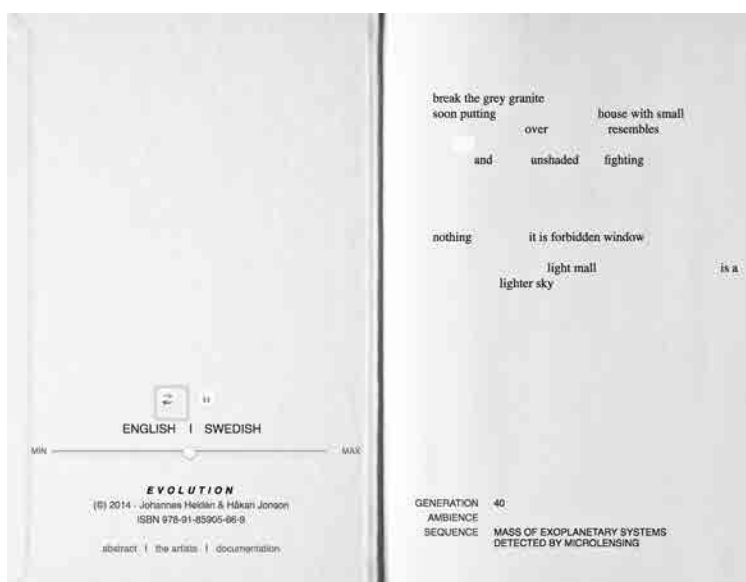 ENGLISH | SWEDISH
MIN MAX
EVOLUTION
(©) 2014 - Johannes Heldén & Håkan Jonson
ISBN 978-91-85905-66-9
abstract | the artists | documentation
break the grey granite
soon putting house with small
over resembles
and unshaded fighting
nothing it is forbidden window
light mall is a
lighter sky
GENERATION 40
AMBIENCE
SEQUENCE MASS OF EXOPLANETARY SYSTEMS
DETECTED BY MICROLENSING